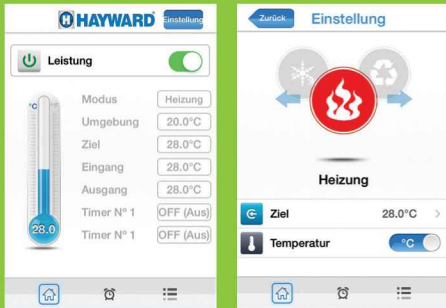 HAYWARD
Einstellung
Leistung
°C
Modus Heizung
Umgebung 20.0°C
Ziel 28.0°C
Eingang 28.0°C
Ausgang 28.0°C
Timer N° 1 OFF (Aus)
Timer N° 1 OFF (Aus)
28.0
Zurück
Einstellung
Heizung
Ziel 28.0°C
Temperatur °C